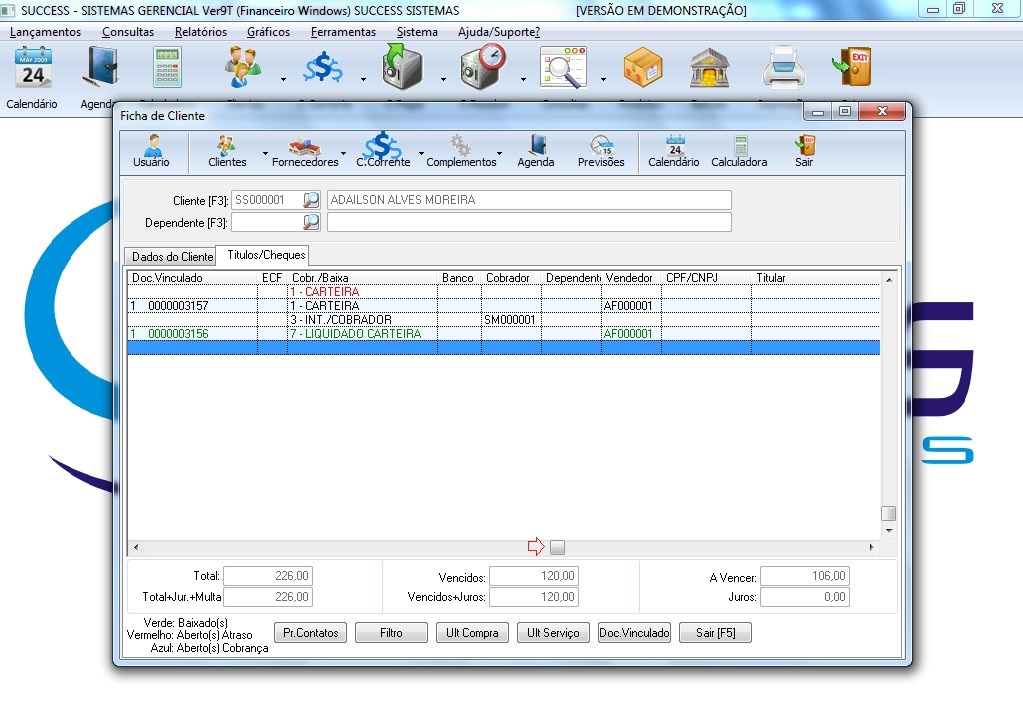 SUCCESS - SISTEMAS GERENCIAL Ver9T (Financeiro Windows) SUCCESS SISTEMAS [VERSÃO EM DEMONSTRAÇÃO]
Lançamentos Consultas Relatórios Gráficos Ferramentas Sistema Ajuda/Suporte?
MAY 2009
24
EXIT
Calendário Agenda
Ficha de Cliente
Usuário Clientes Fornecedores C.Corrente Complementos Agenda Previsões Calendário Calculadora Sair
Cliente [F3]: SS000001 ADAILSON ALVES MOREIRA
Dependente [F3]:
Dados do Cliente Titulos/Cheques
Doc.Vinculado ECF Cobr./Baixa Banco Cobrador Dependent Vendedor CPF/CNPJ Titular
1 - CARTEIRA
1 0000003157 1 - CARTEIRA AF000001
3 - INT./COBRADOR SM000001
1 0000003156 7 - LIQUIDADO CARTEIRA AF000001
S
Total: 226,00 Vencidos: 120,00 A Vencer: 106,00
Total+Jur.+Multa 226,00 Vencidos+Juros: 120,00 Juros: 0,00
Verde: Baixado(s)
Vermelho: Aberto(s) Atraso
Azul: Aberto(s) Cobrança
Pr.Contatos Filtro Ult Compra Ult Serviço Doc.Vinculado Sair [F5]